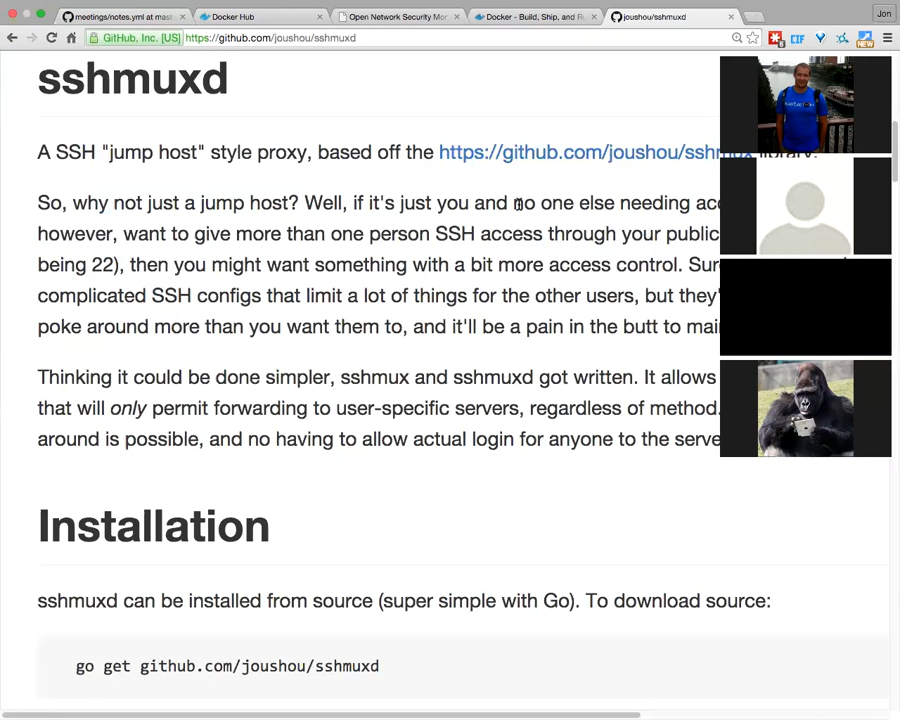 meetings/notes.yml at mast
Docker Hub
Open Network Security Mor
Docker - Build, Ship, and Ru
joushou/sshmuxd
Jon
GitHub, Inc. [US]
https://github.com/joushou/sshmuxd
CIF
NEW
sshmuxd
A SSH "jump host" style proxy, based off the https://github.com/joushou/sshmux library.
So, why not just a jump host? Well, if it's just you and no one else needing acc
however, want to give more than one person SSH access through your public
being 22), then you might want something with a bit more access control. Sur
complicated SSH configs that limit a lot of things for the other users, but they'
poke around more than you want them to, and it'll be a pain in the butt to mai
Thinking it could be done simpler, sshmux and sshmuxd got written. It allows
that will only permit forwarding to user-specific servers, regardless of method.
around is possible, and no having to allow actual login for anyone to the serve
Installation
sshmuxd can be installed from source (super simple with Go). To download source:
go get github.com/joushou/sshmuxd